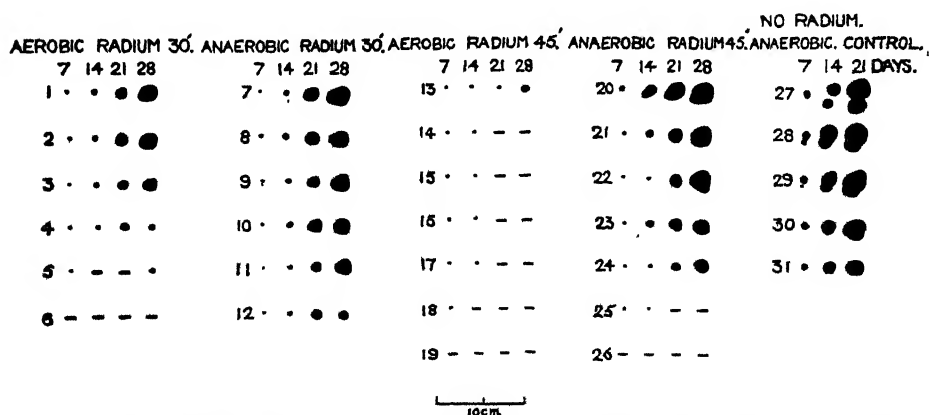 NO RADIUM.
AEROBIC RADIUM 30'. ANAEROBIC RADIUM 30'. AEROBIC RADIUM 45' ANAEROBIC RADIUM 45'. ANAEROBIC. CONTROL.
7 14 21 28 7 14 21 28 7 14 21 28 7 14 21 28 7 14 21 DAYS.
1 7 13 20 27
2 8 14 21 28
3 9 15 22 29
4 10 16 23 30
5 11 17 24 31
6 12 18 25
19 26
10cm.